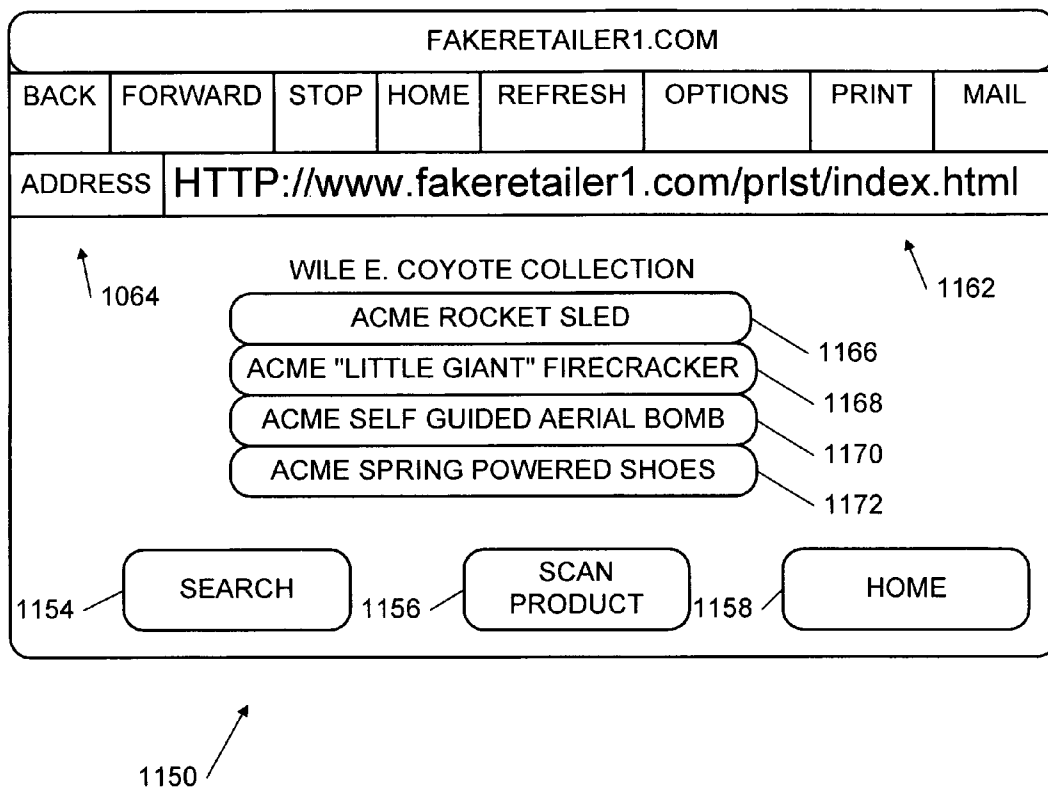 FAKERETAILER1.COM
BACK FORWARD STOP HOME REFRESH OPTIONS PRINT MAIL
ADDRESS HTTP://www.fakeretailer1.com/prlst/index.html
1064
WILE E. COYOTE COLLECTION
1162
ACME ROCKET SLED
1166
ACME "LITTLE GIANT" FIRECRACKER
1168
ACME SELF GUIDED AERIAL BOMB
1170
ACME SPRING POWERED SHOES
1172
1154
SEARCH
1156
SCAN
PRODUCT
1158
HOME
1150